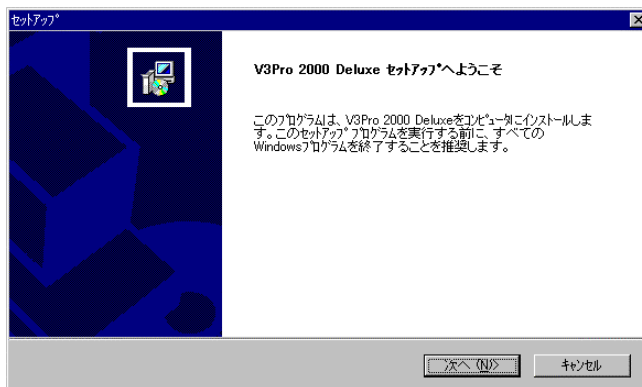 ｾｯﾄｱｯﾌﾟ
V3Pro 2000 Deluxe ｾｯﾄｱｯﾌﾟへようこそ
このﾌﾟﾛｸﾞﾗﾑは、V3Pro 2000 Deluxeをｺﾝﾋﾟｭｰﾀにｲﾝｽﾄｰﾙしま
す。このｾｯﾄｱｯﾌﾟ ﾌﾟﾛｸﾞﾗﾑを実行する前に、すべての
Windowsﾌﾟﾛｸﾞﾗﾑを終了することを推奨します。
次へ (N)>
ｷｬﾝｾﾙ